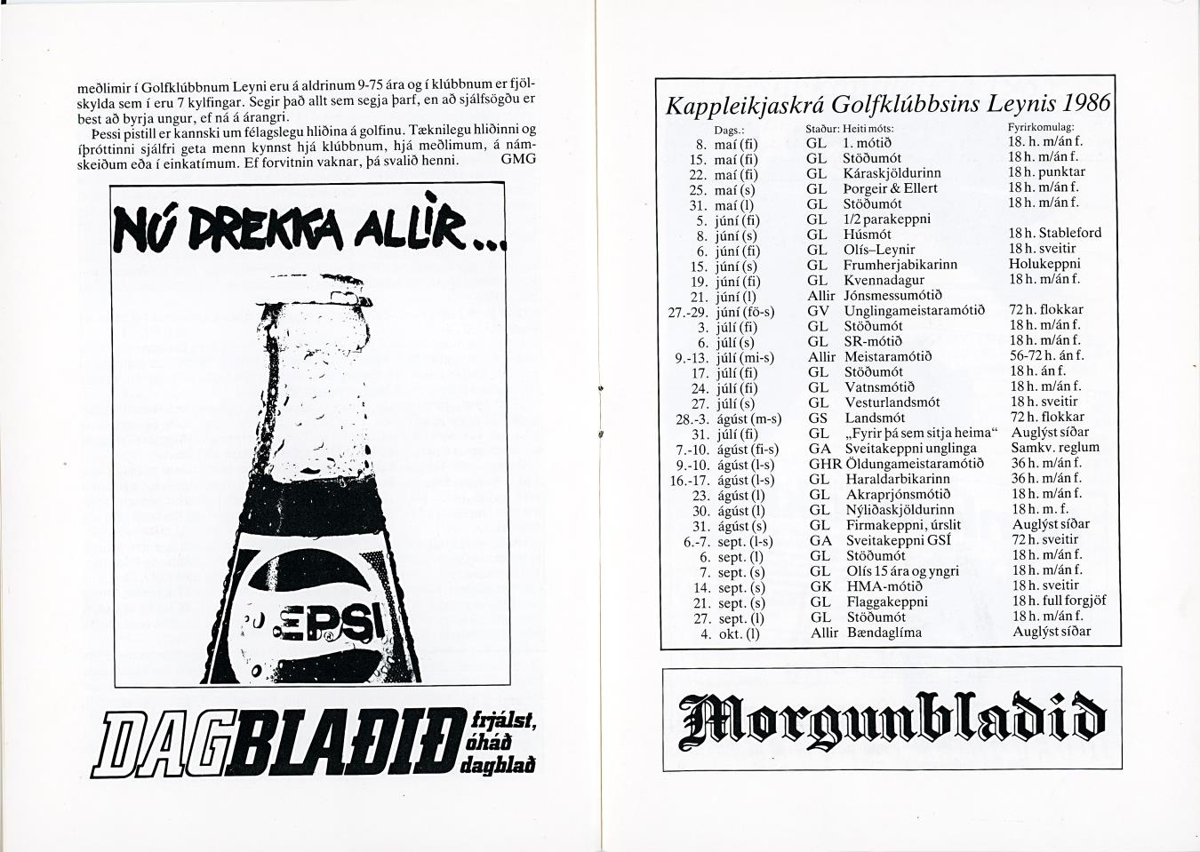 meðlimir í Golfklúbbnum Leyni eru á aldrinum 9-75 ára og í klúbbnum er fjöl-
skylda sem í eru 7 kylfingar. Segir það allt sem segja þarf, en að sjálfsögðu er
best að byrja ungur, ef ná á árangri.
Þessi pistill er kannski um félagslegu hliðina á golfinu. Tæknilegu hliðinni og
íþróttinni sjálfri geta menn kynnst hjá klúbbnum, hjá meðlimum, á nám-
skeiðum eða í einkatímum. Ef forvitnin vaknar, þá svalið henni. GMG
NÚ DREKKA ALLIR...
PEPSI
DAGBLAÐIÐ
frjálst,
óháð
dagblað
Kappleikjaskrá Golfklúbbsins Leynis 1986
Dags.: Staður: Heiti móts: Fyrirkomulag:
8. maí (fi) GL 1. mótið 18. h. m/án f.
15. maí (fi) GL Stöðumót 18 h. m/án f.
22. maí (fi) GL Káraskjöldurinn 18 h. punktar
25. maí (s) GL Þorgeir & Ellert 18 h. m/án f.
31. maí (l) GL Stöðumót 18 h. m/án f.
5. júní (fi) GL 1/2 parakeppni
8. júní (s) GL Húsmót 18 h. Stableford
6. júní (fi) GL Olís–Leynir 18 h. sveitir
15. júní (s) GL Frumherjabikarinn Holukeppni
19. júní (fi) GL Kvennadagur 18 h. m/án f.
21. júní (l) Allir Jónsmessumótið
27.-29. júní (fö-s) GV Unglingameistaramótið 72 h. flokkar
3. júlí (fi) GL Stöðumót 18 h. m/án f.
6. júlí (s) GL SR-mótið 18 h. m/án f.
9.-13. júlí (mi-s) Allir Meistaramótið 56-72 h. án f.
17. júlí (fi) GL Stöðumót 18 h. án f.
24. júlí (fi) GL Vatnsmótið 18 h. m/án f.
27. júlí (s) GL Vesturlandsmót 18 h. sveitir
28.-3. ágúst (m-s) GS Landsmót 72 h. flokkar
31. júlí (fi) GL „Fyrir þá sem sitja heima“ Auglýst síðar
7.-10. ágúst (fi-s) GA Sveitakeppni unglinga Samkv. reglum
9.-10. ágúst (l-s) GHR Öldungameistaramótið 36 h. m/án f.
16.-17. ágúst (l-s) GL Haraldarbikarinn 36 h. m/án f.
23. ágúst (l) GL Akraprjónsmótið 18 h. m/án f.
30. ágúst (l) GL Nýliðaskjöldurinn 18 h. m. f.
31. ágúst (s) GL Firmakeppni, úrslit Auglýst síðar
6.-7. sept. (l-s) GA Sveitakeppni GSÍ 72 h. sveitir
6. sept. (l) GL Stöðumót 18 h. m/án f.
7. sept. (s) GL Olís 15 ára og yngri 18 h. m/án f.
14. sept. (s) GK HMA-mótið 18 h. sveitir
21. sept. (s) GL Flaggakeppni 18 h. full forgjöf
27. sept. (l) GL Stöðumót 18 h. m/án f.
4. okt. (l) Allir Bændaglíma Auglýst síðar
Morgunblaðið